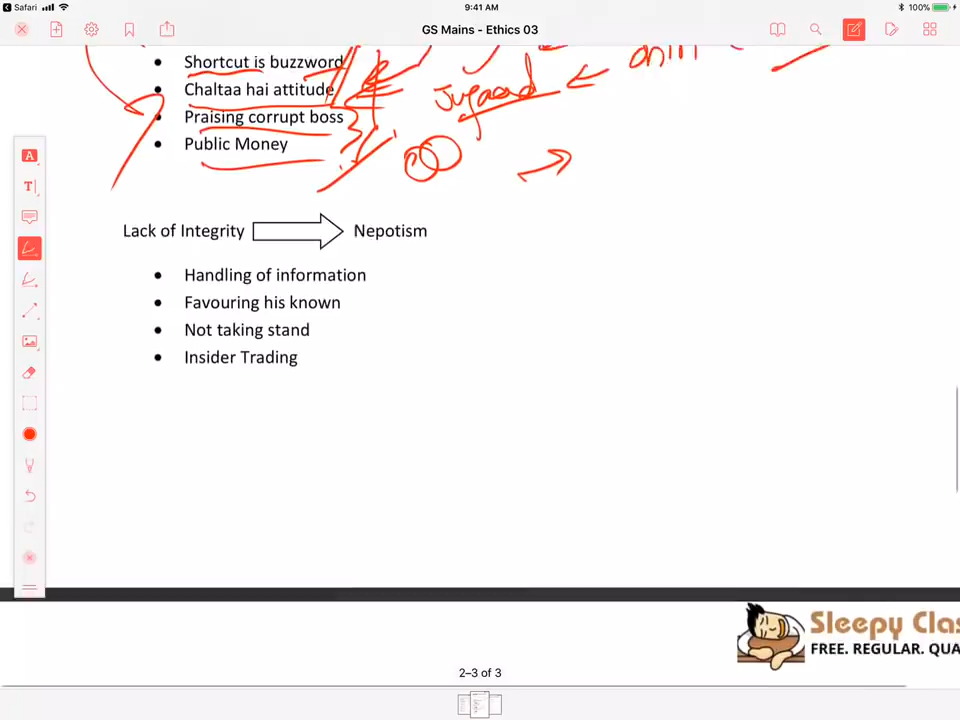 Safari
9:41 AM
100%
GS Mains - Ethics 03
Shortcut is buzzword
Chaltaa hai attitude
Jugaad
Praising corrupt boss
Public Money
Lack of Integrity
Nepotism
Handling of information
Favouring his known
Not taking stand
Insider Trading
A
T
Sleepy Clas
FREE. REGULAR. QUA
2–3 of 3